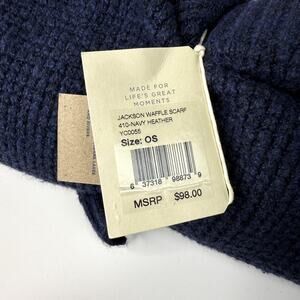 MADE FOR
LIFE'S GREAT
MOMENTS
JACKSON WAFFLE SCARF
410-NAVY HEATHER
YC0055
Size: OS
6 37318 98873 9
MSRP $98.00